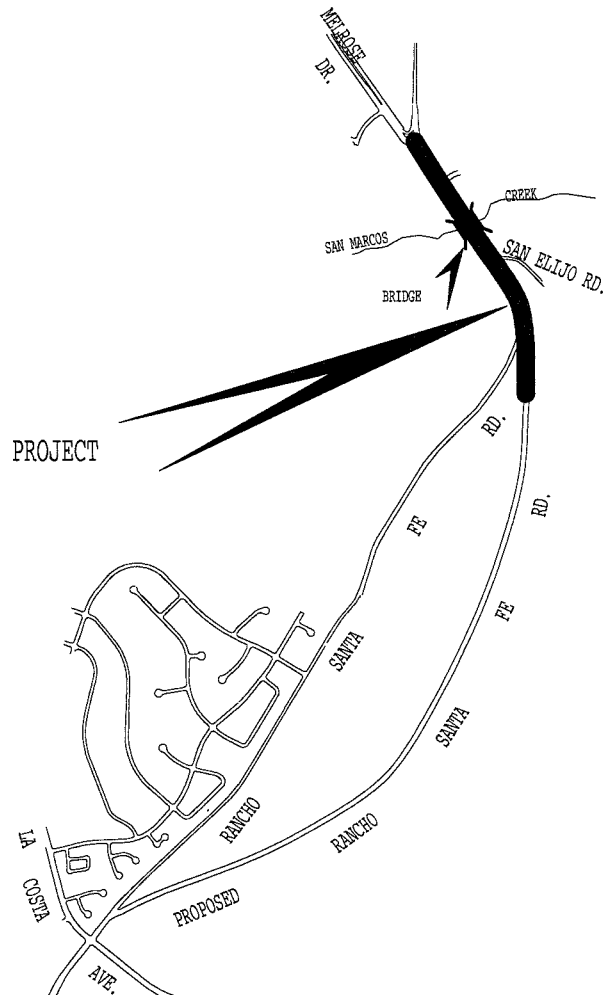 MELROSE
DR.
CREEK
SAN MARCOS
SAN ELIJO RD.
BRIDGE
PROJECT
RD.
FE
SANTA
RANCHO
RD.
FE
SANTA
RANCHO
PROPOSED
LA
COSTA
AVE.